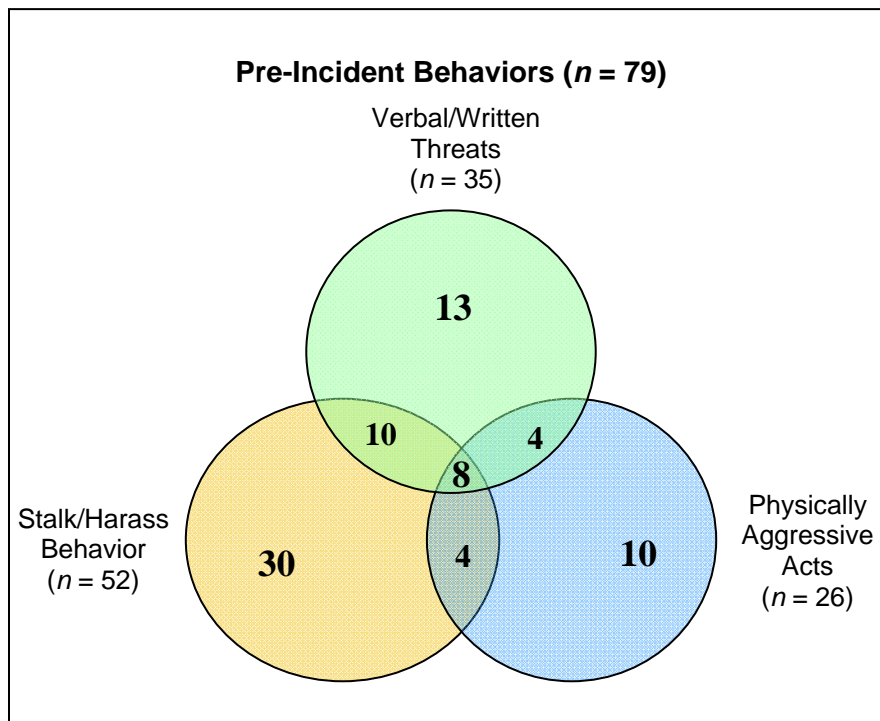 Pre-Incident Behaviors (n = 79)
Verbal/Written
Threats
(n = 35)
13
10
4
8
Stalk/Harass
Behavior
(n = 52)
30
4
10
Physically
Aggressive
Acts
(n = 26)